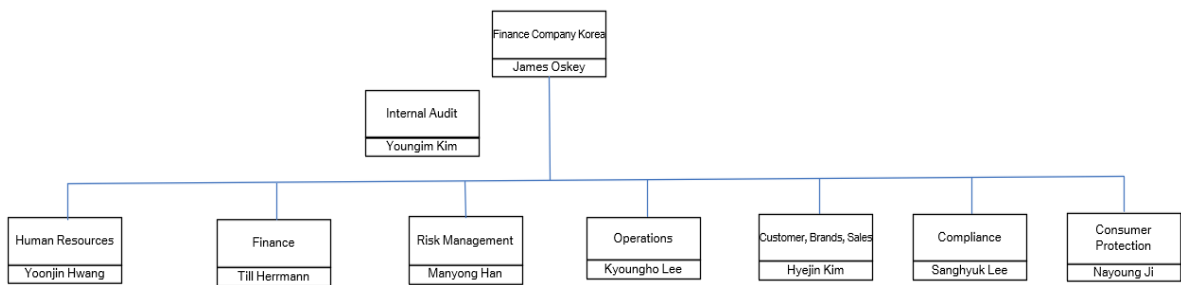 Finance Company Korea
James Oskey
Internal Audit
Youngim Kim
Human Resources
Yoonjin Hwang
Finance
Till Herrmann
Risk Management
Manyong Han
Operations
Kyoungho Lee
Customer, Brands, Sales
Hyejin Kim
Compliance
Sanghyuk Lee
Consumer
Protection
Nayoung Ji